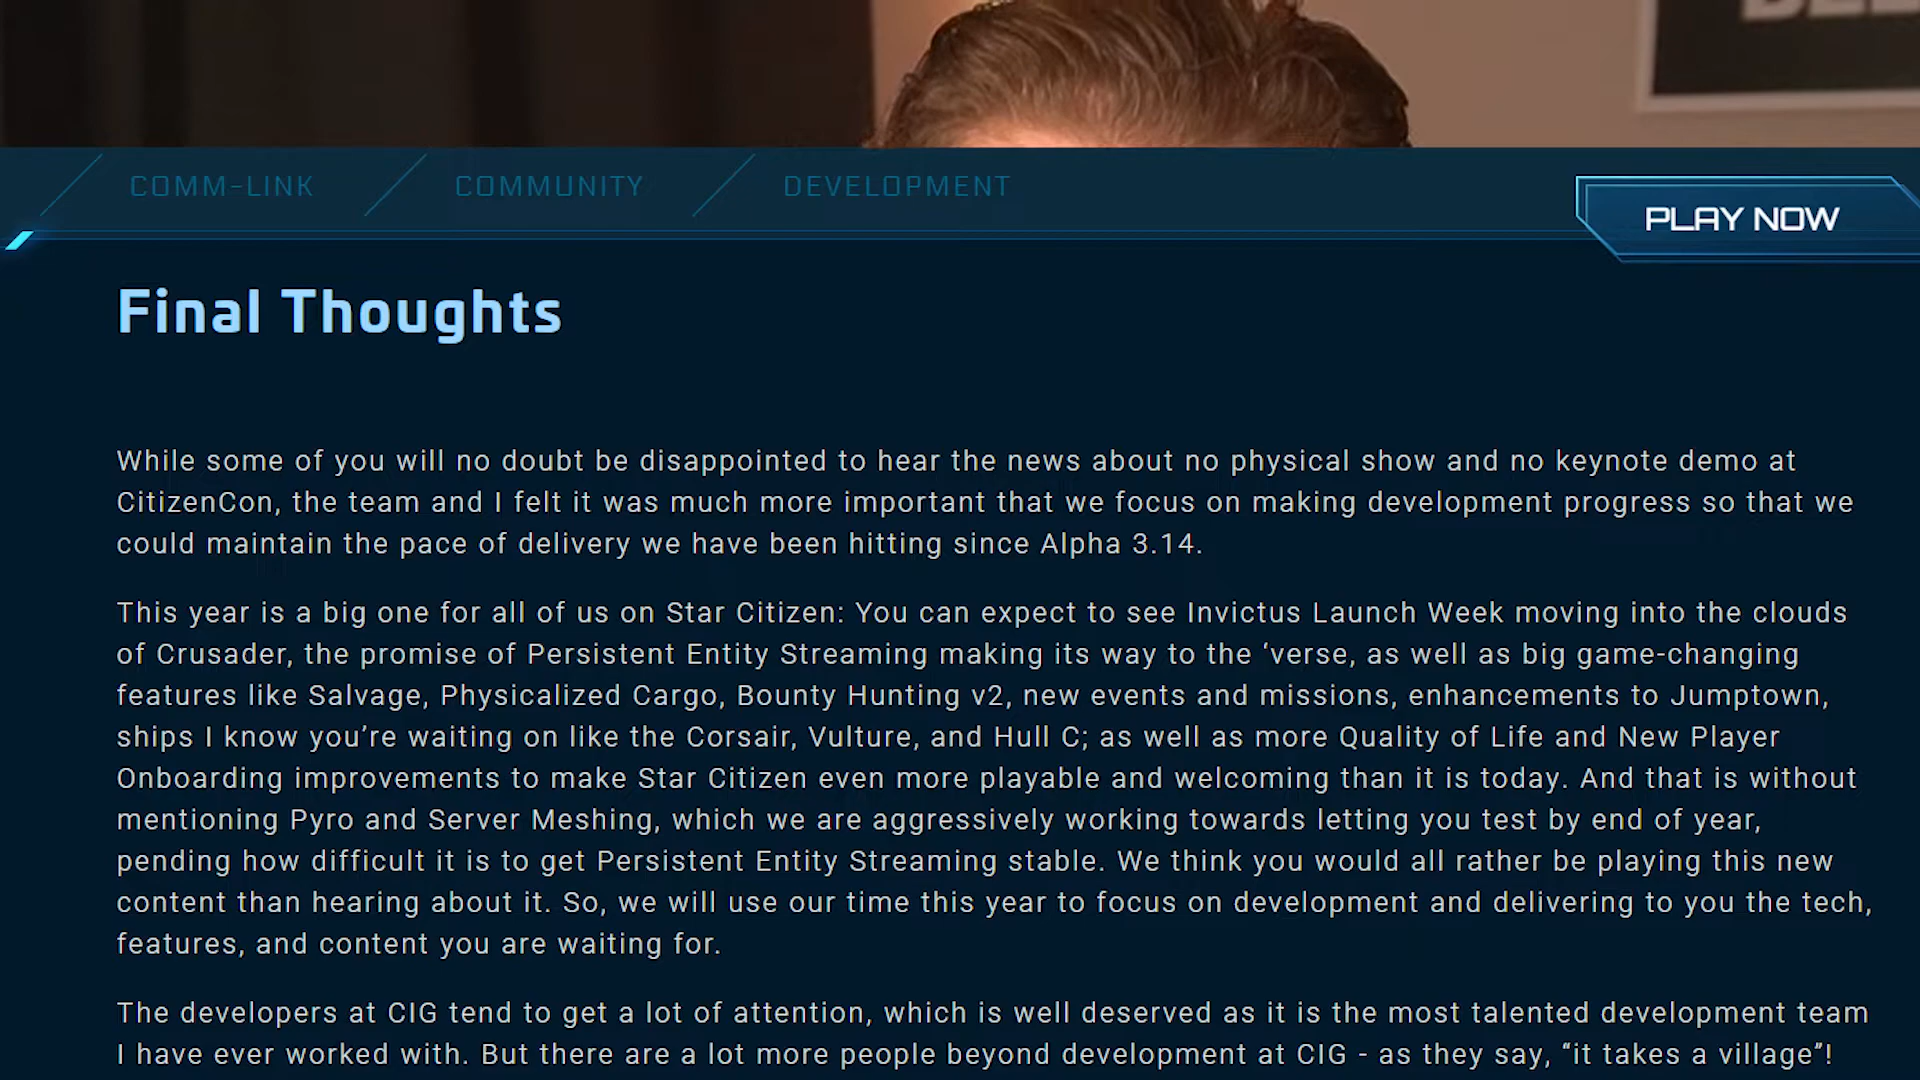 COMM-LINK
COMMUNITY
DEVELOPMENT
PLAY NOW
Final Thoughts
While some of you will no doubt be disappointed to hear the news about no physical show and no keynote demo at
CitizenCon, the team and I felt it was much more important that we focus on making development progress so that we
could maintain the pace of delivery we have been hitting since Alpha 3.14.
This year is a big one for all of us on Star Citizen: You can expect to see Invictus Launch Week moving into the clouds
of Crusader, the promise of Persistent Entity Streaming making its way to the ‘verse, as well as big game-changing
features like Salvage, Physicalized Cargo, Bounty Hunting v2, new events and missions, enhancements to Jumptown,
ships I know you’re waiting on like the Corsair, Vulture, and Hull C; as well as more Quality of Life and New Player
Onboarding improvements to make Star Citizen even more playable and welcoming than it is today. And that is without
mentioning Pyro and Server Meshing, which we are aggressively working towards letting you test by end of year,
pending how difficult it is to get Persistent Entity Streaming stable. We think you would all rather be playing this new
content than hearing about it. So, we will use our time this year to focus on development and delivering to you the tech,
features, and content you are waiting for.
The developers at CIG tend to get a lot of attention, which is well deserved as it is the most talented development team
I have ever worked with. But there are a lot more people beyond development at CIG - as they say, “it takes a village”!